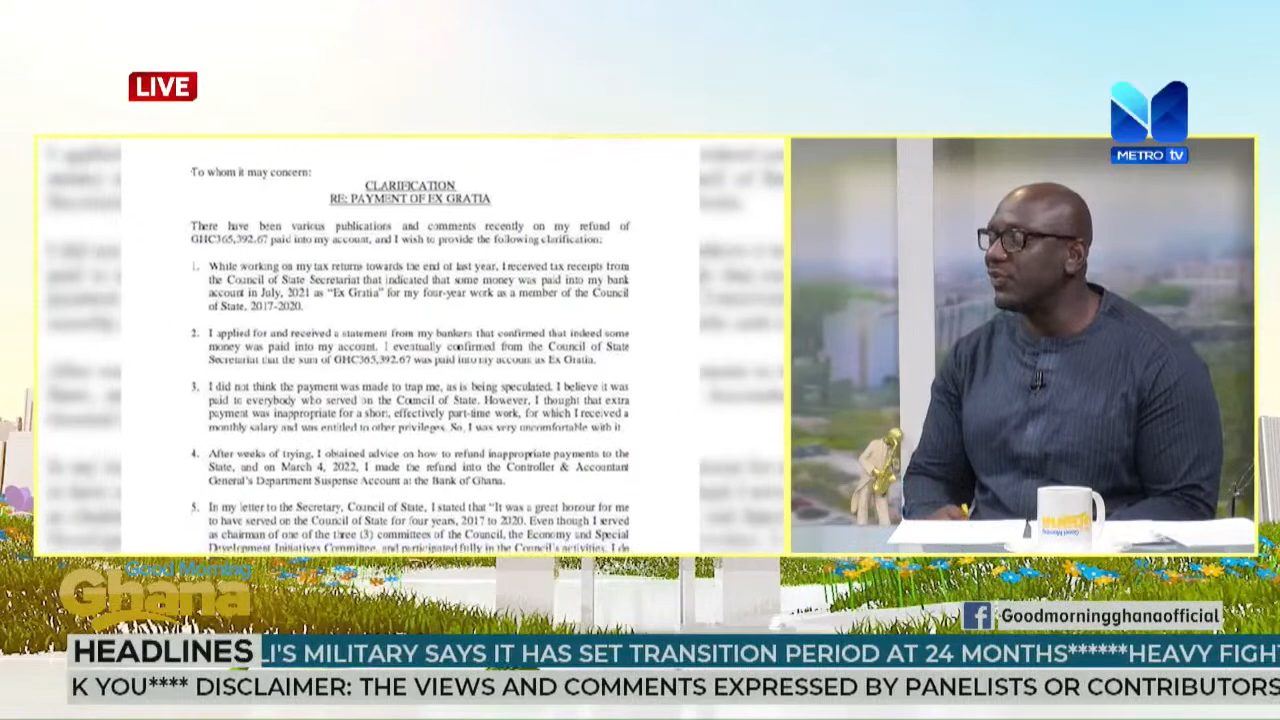 LIVE
METRO tv
To whom it may concern:
CLARIFICATION
RE: PAYMENT OF EX GRATIA
There have been various publications and comments recently on my refund of
GHC365,392.67 paid into my account, and I wish to provide the following clarification:
1. While working on my tax returns towards the end of last year, I received tax receipts from
the Council of State Secretariat that indicated that some money was paid into my bank
account in July, 2021 as "Ex Gratia" for my four-year work as a member of the Council
of State, 2017-2020.
2. I applied for and received a statement from my bankers that confirmed that indeed some
money was paid into my account. I eventually confirmed from the Council of State
Secretariat that the sum of GHC365,392.67 was paid into my account as Ex Gratia.
3. I did not think the payment was made to trap me, as is being speculated. I believe it was
paid to everybody who served on the Council of State. However, I thought that extra
payment was inappropriate for a short, effectively part-time work, for which I received a
monthly salary and was entitled to other privileges. So, I was very uncomfortable with it.
4. After weeks of trying, I obtained advice on how to refund inappropriate payments to the
State, and on March 4, 2022, I made the refund into the Controller & Accountant
General's Department Suspense Account at the Bank of Ghana.
5. In my letter to the Secretary, Council of State, I stated that "It was a great honour for me
to have served on the Council of State for four years, 2017 to 2020. Even though I served
as chairman of one of the three (3) committees of the Council, the Economy and Special
Development Initiatives Committee, and participated fully in the Council's activities, I do
Good Morning
Ghana
Goodmorningghanaofficial
HEADLINES
LI'S MILITARY SAYS IT HAS SET TRANSITION PERIOD AT 24 MONTHS******HEAVY FIGHT
K YOU**** DISCLAIMER: THE VIEWS AND COMMENTS EXPRESSED BY PANELISTS OR CONTRIBUTORS